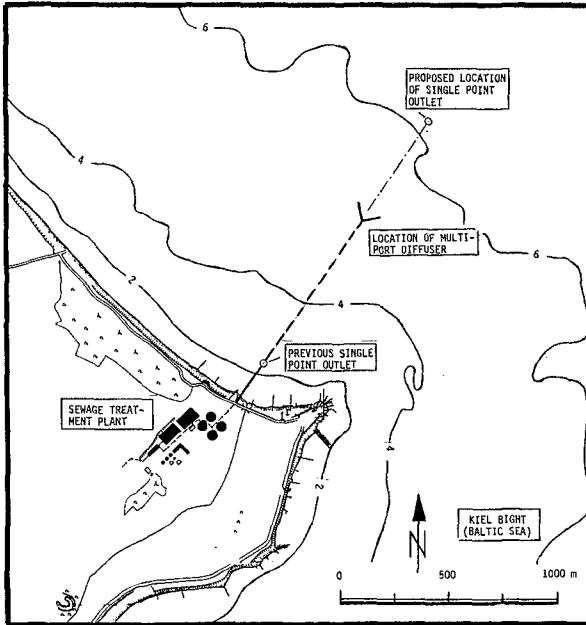 6
PROPOSED LOCATION
OF SINGLE POINT
OUTLET
4
LOCATION OF MULTI-
PORT DIFFUSER
6
2
4
PREVIOUS SINGLE
POINT OUTLET
SEWAGE TREAT-
MENT PLANT
4
2
KIEL BIGHT
(BALTIC SEA)
N
0 500 1000 m